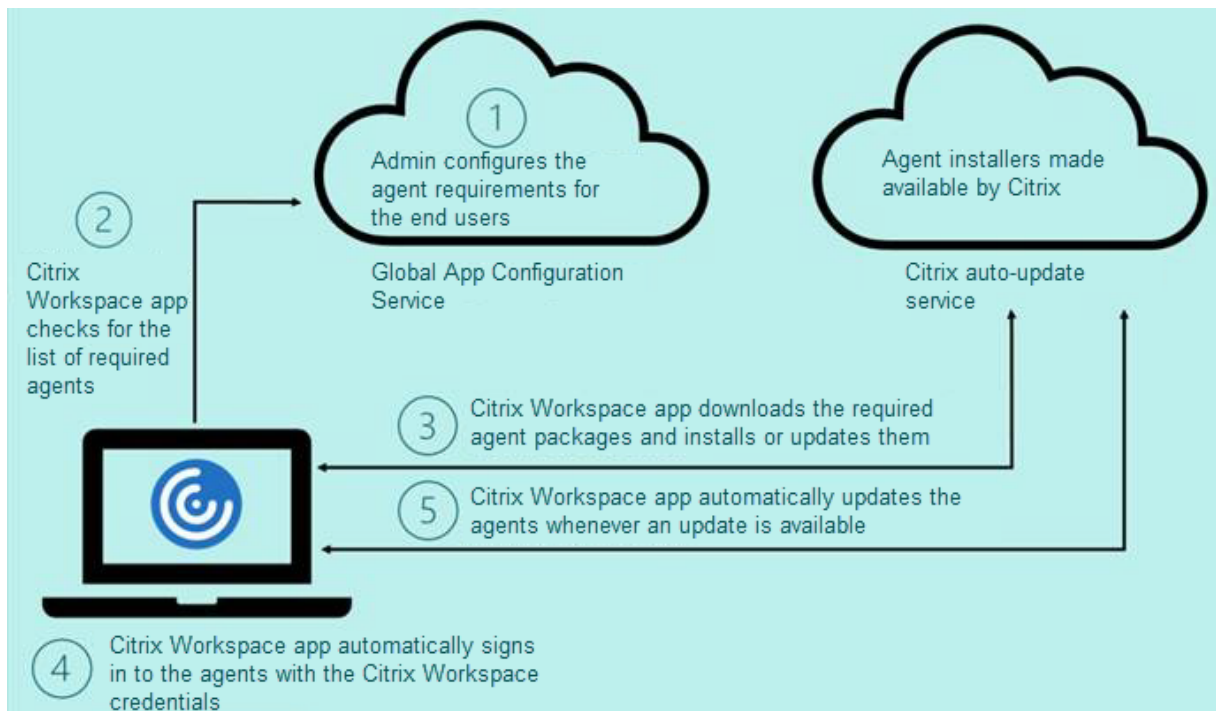 1
Admin configures the
agent requirements for
the end users
Global App Configuration
Service
Agent installers made
available by Citrix
Citrix auto-update
service
2
Citrix
Workspace app
checks for the
list of required
agents
3
Citrix Workspace app downloads the required
agent packages and installs or updates them
5
Citrix Workspace app automatically updates the
agents whenever an update is available
4
Citrix Workspace app automatically signs
in to the agents with the Citrix Workspace
credentials